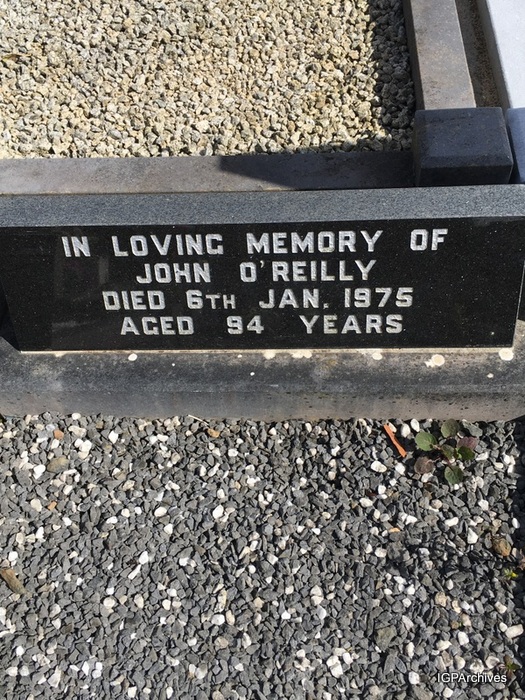 IN LOVING MEMORY OF
JOHN O'REILLY
DIED 6TH JAN. 1975
AGED 94 YEARS
IGPArchives